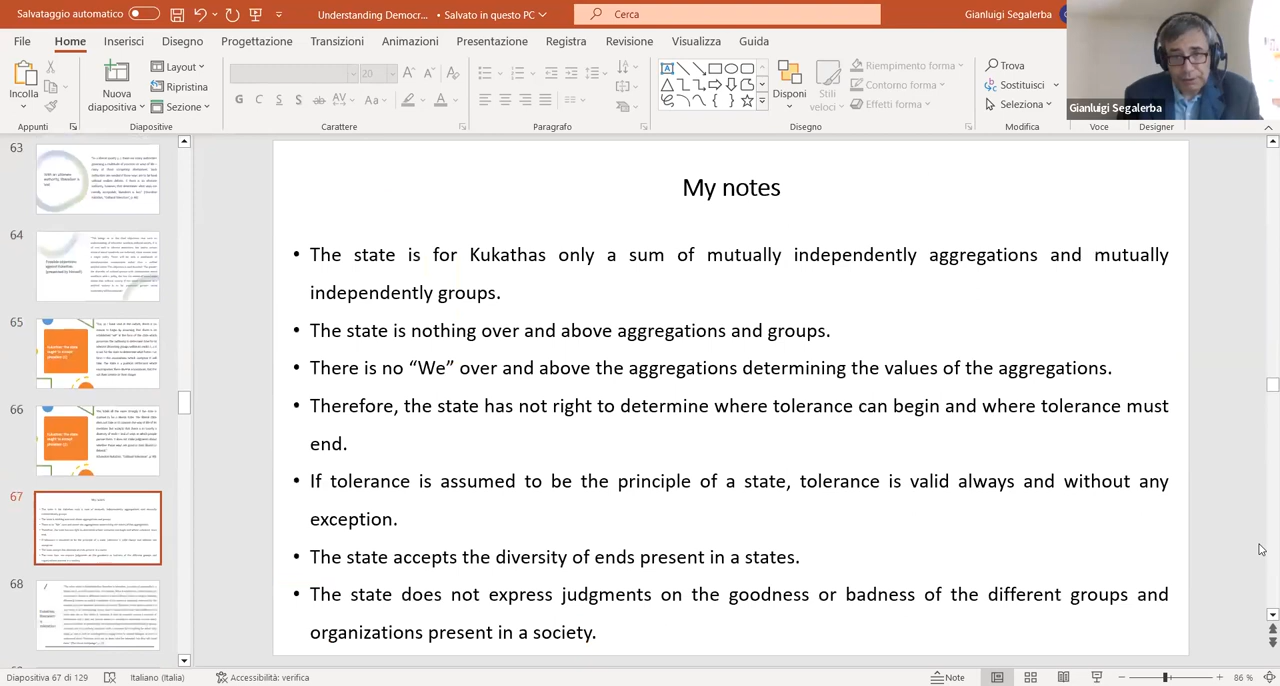 Salvataggio automatico
Understanding Democr... • Salvato in questo PC
Cerca
Gianluigi Segalerba
File Home Inserisci Disegno Progettazione Transizioni Animazioni Presentazione Registra Revisione Visualizza Guida
Incolla
Nuova diapositiva
Layout
Ripristina
Sezione
20
G C S S ab AV Aa A
Disponi
Stili veloci
Riempimento forma
Contorno forma
Effetti forma
Trova
Sostituisci
Seleziona
Gianluigi Segalerba
Appunti Diapositive Carattere Paragrafo Disegno Modifica Voce Designer
63
64
65
66
67
68
My notes
• The state is for Kukathas only a sum of mutually independently aggregations and mutually
independently groups.
• The state is nothing over and above aggregations and groups.
• There is no “We” over and above the aggregations determining the values of the aggregations.
• Therefore, the state has not right to determine where tolerance can begin and where tolerance must
end.
• If tolerance is assumed to be the principle of a state, tolerance is valid always and without any
exception.
• The state accepts the diversity of ends present in a states.
• The state does not express judgments on the goodness or badness of the different groups and
organizations present in a society.
Diapositiva 67 di 129 Italiano (Italia) Accessibilità: verifica Note 86 %